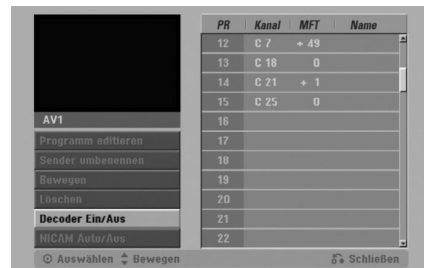 PR Kanal MFT Name
12 C 7 + 49
13 C 18 0
14 C 21 + 1
15 C 25 0
16
17
18
19
20
21
22
AV1
Programm editieren
Sender umbenennen
Bewegen
Löschen
Decoder Ein/Aus
NICAM Auto/Aus
Auswählen Bewegen Schließen